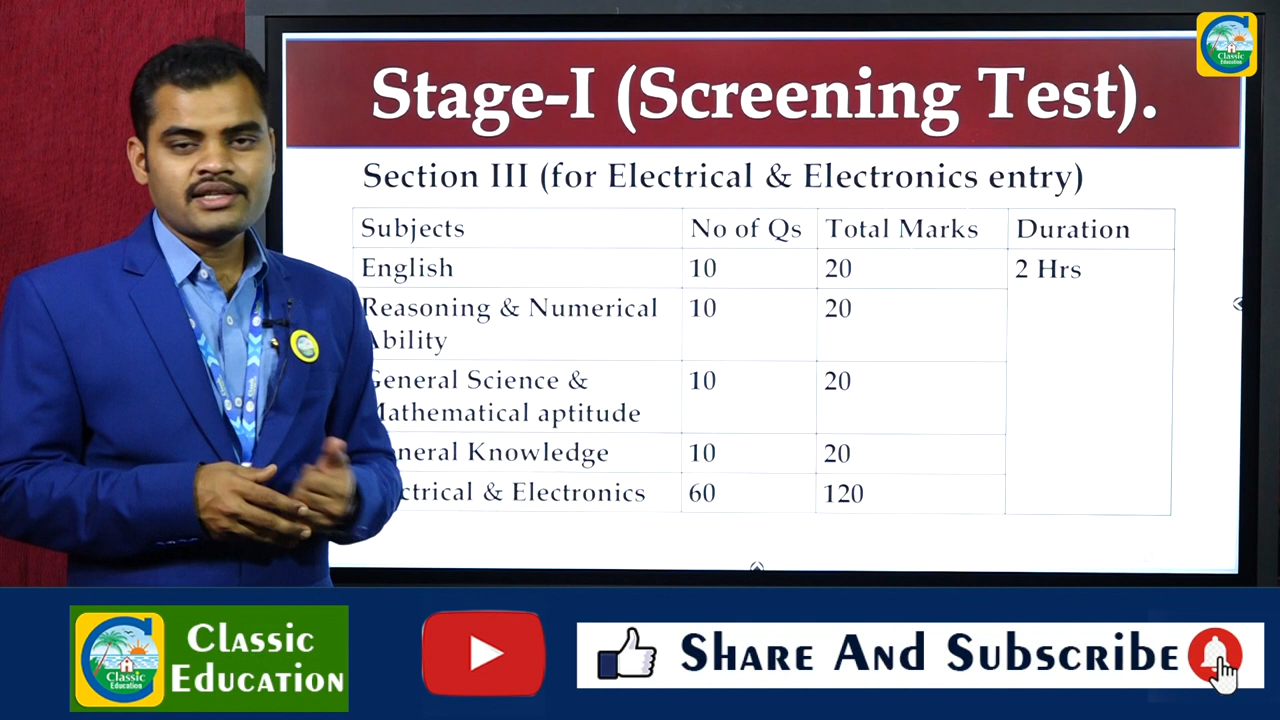 Classic
Education
Stage-I (Screening Test).
Section III (for Electrical & Electronics entry)
Subjects No of Qs Total Marks Duration
English 10 20 2 Hrs
Reasoning & Numerical 10 20
Ability
General Science & 10 20
Mathematical aptitude
General Knowledge 10 20
Electrical & Electronics 60 120
Classic
Education
Classic
Education
Share And Subscribe